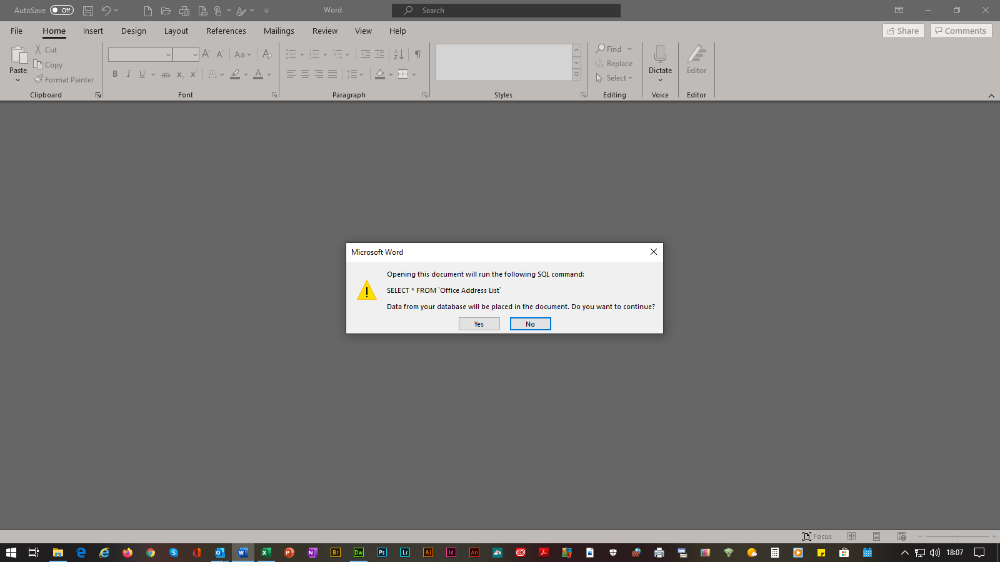 AutoSave Off Word Search
File Home Insert Design Layout References Mailings Review View Help Share Comments
Paste
Cut
Copy
Format Painter
Clipboard
Aa
B I U ab x₂ x² A A
Font
Paragraph
Styles
Find
Replace
Select
Editing
Dictate
Voice
Editor
Editor
Microsoft Word
Opening this document will run the following SQL command:
SELECT * FROM `Office Address List`
Data from your database will be placed in the document. Do you want to continue?
Yes No
Focus
Br Dw Ps Lr Ai Id An
18:07